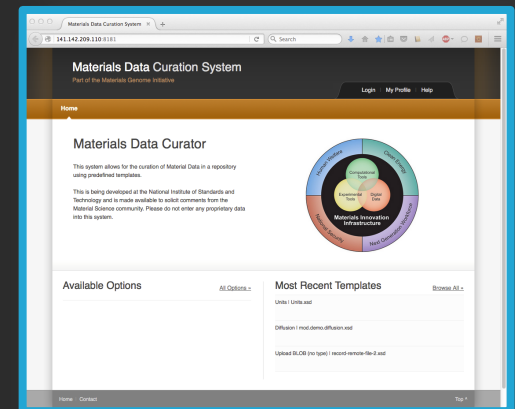 Materials Data Curation System
141.142.209.110:8181
Search
Materials Data Curation System
Part of the Materials Genome Initiative
Login My Profile Help
Home
Materials Data Curator
This system allows for the curation of Material Data in a repository
using predefined templates.
This is being developed at the National Institute of Standards and
Technology and is made available to solicit comments from the
Material Science community. Please do not enter any proprietary data
into this system.
Human Welfare
Clean Energy
Computational
Tools
Experimental
Tools
Digital
Data
Materials Innovation
Infrastructure
National Security
Next Generation Workforce
Available Options
All Options »
Most Recent Templates
Browse All »
Units | Units.xsd
Diffusion | mod.demo.diffusion.xsd
Upload BLOB (no type) | record-remote-file-2.xsd
Home Contact
Top ^